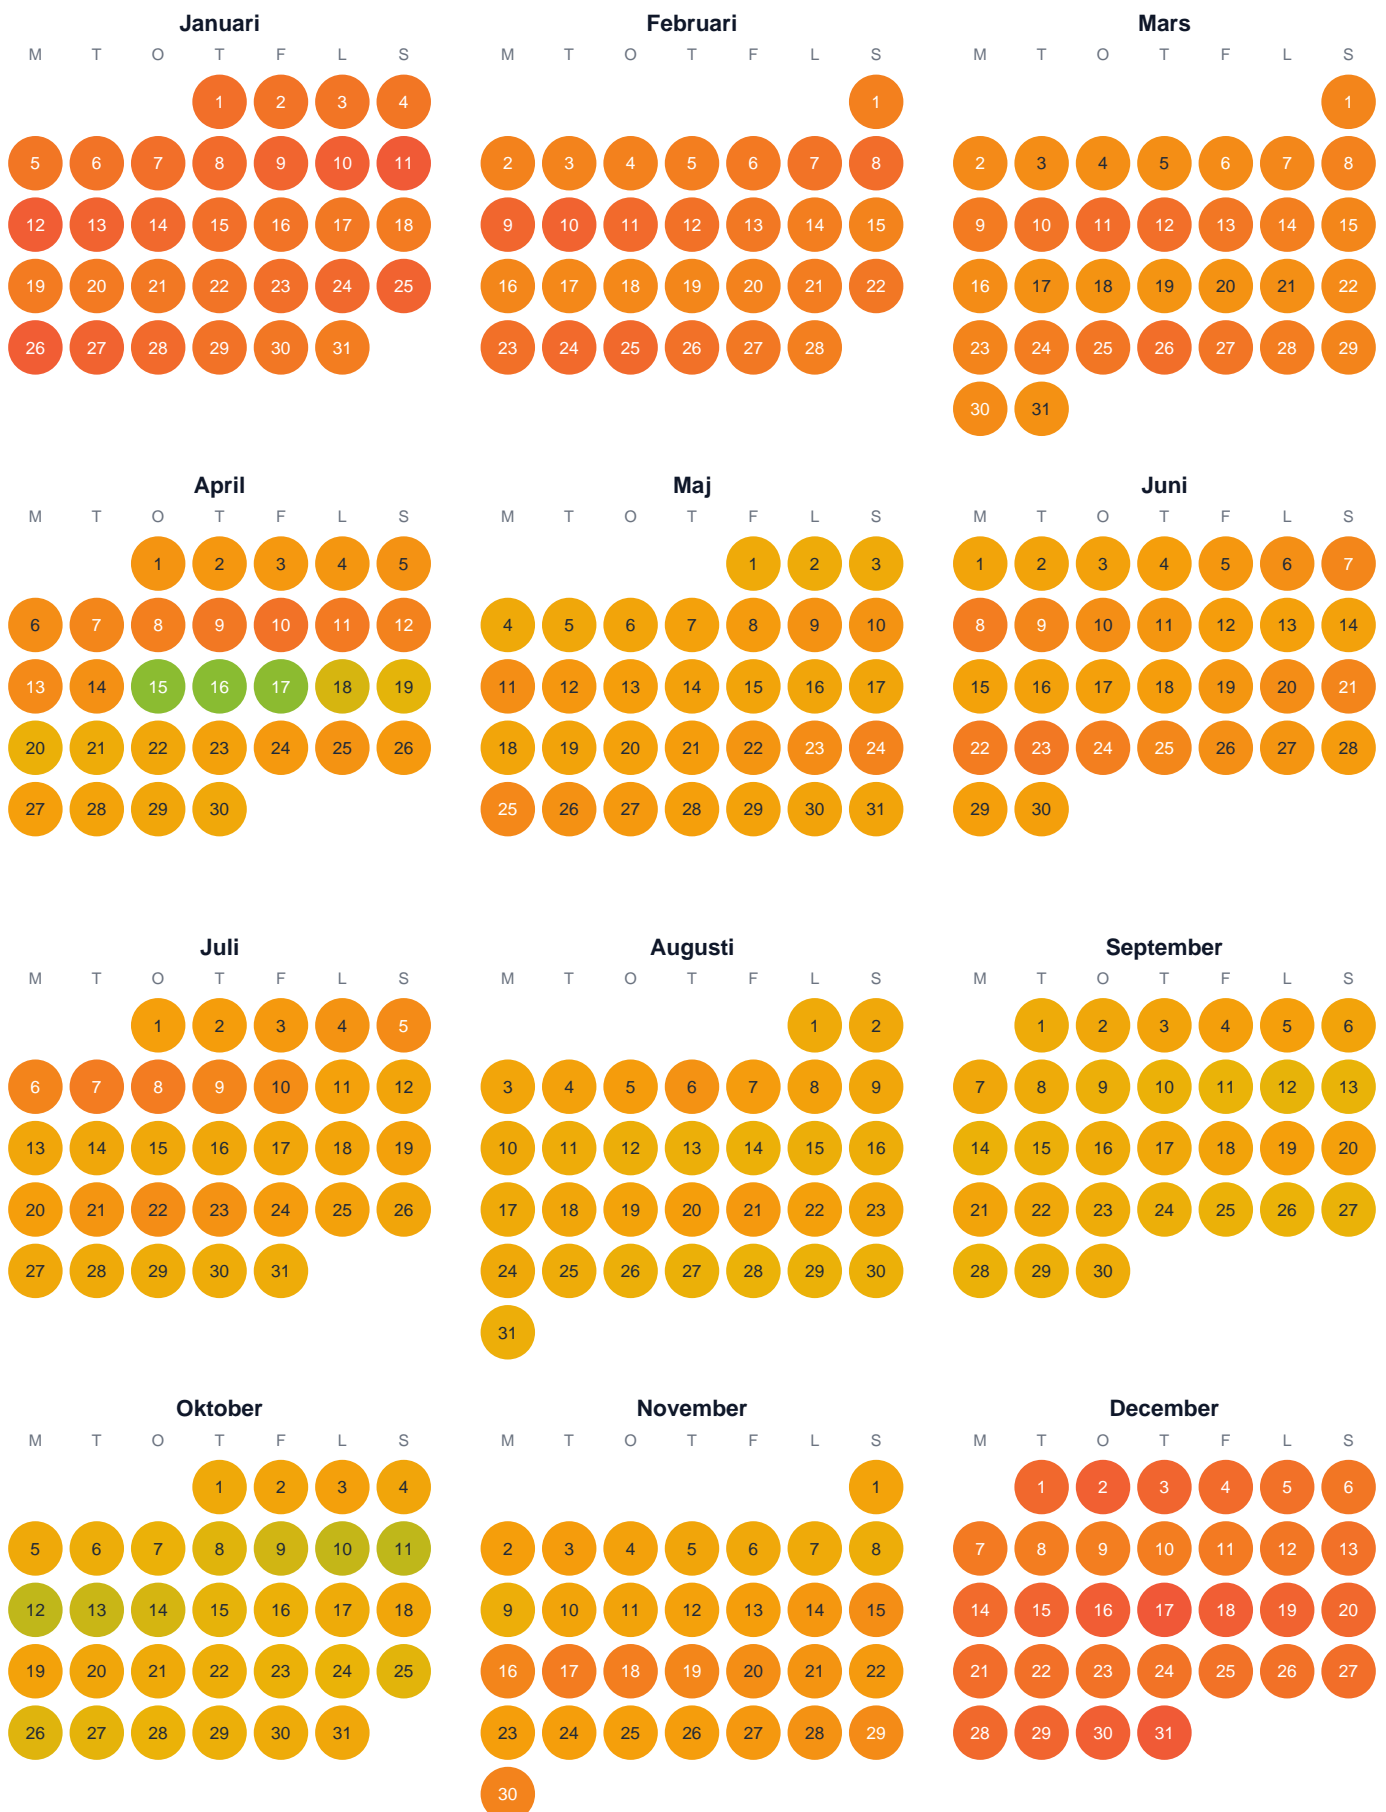 Januari
M T O T F L S
1 2 3 4
5 6 7 8 9 10 11
12 13 14 15 16 17 18
19 20 21 22 23 24 25
26 27 28 29 30 31
Februari
M T O T F L S
1
2 3 4 5 6 7 8
9 10 11 12 13 14 15
16 17 18 19 20 21 22
23 24 25 26 27 28
Mars
M T O T F L S
1
2 3 4 5 6 7 8
9 10 11 12 13 14 15
16 17 18 19 20 21 22
23 24 25 26 27 28 29
30 31
April
M T O T F L S
1 2 3 4 5
6 7 8 9 10 11 12
13 14 15 16 17 18 19
20 21 22 23 24 25 26
27 28 29 30
Maj
M T O T F L S
1 2 3
4 5 6 7 8 9 10
11 12 13 14 15 16 17
18 19 20 21 22 23 24
25 26 27 28 29 30 31
Juni
M T O T F L S
1 2 3 4 5 6 7
8 9 10 11 12 13 14
15 16 17 18 19 20 21
22 23 24 25 26 27 28
29 30
Juli
M T O T F L S
1 2 3 4 5
6 7 8 9 10 11 12
13 14 15 16 17 18 19
20 21 22 23 24 25 26
27 28 29 30 31
Augusti
M T O T F L S
1 2
3 4 5 6 7 8 9
10 11 12 13 14 15 16
17 18 19 20 21 22 23
24 25 26 27 28 29 30
31
September
M T O T F L S
1 2 3 4 5 6
7 8 9 10 11 12 13
14 15 16 17 18 19 20
21 22 23 24 25 26 27
28 29 30
Oktober
M T O T F L S
1 2 3 4
5 6 7 8 9 10 11
12 13 14 15 16 17 18
19 20 21 22 23 24 25
26 27 28 29 30 31
November
M T O T F L S
1
2 3 4 5 6 7 8
9 10 11 12 13 14 15
16 17 18 19 20 21 22
23 24 25 26 27 28 29
30
December
M T O T F L S
1 2 3 4 5 6
7 8 9 10 11 12 13
14 15 16 17 18 19 20
21 22 23 24 25 26 27
28 29 30 31